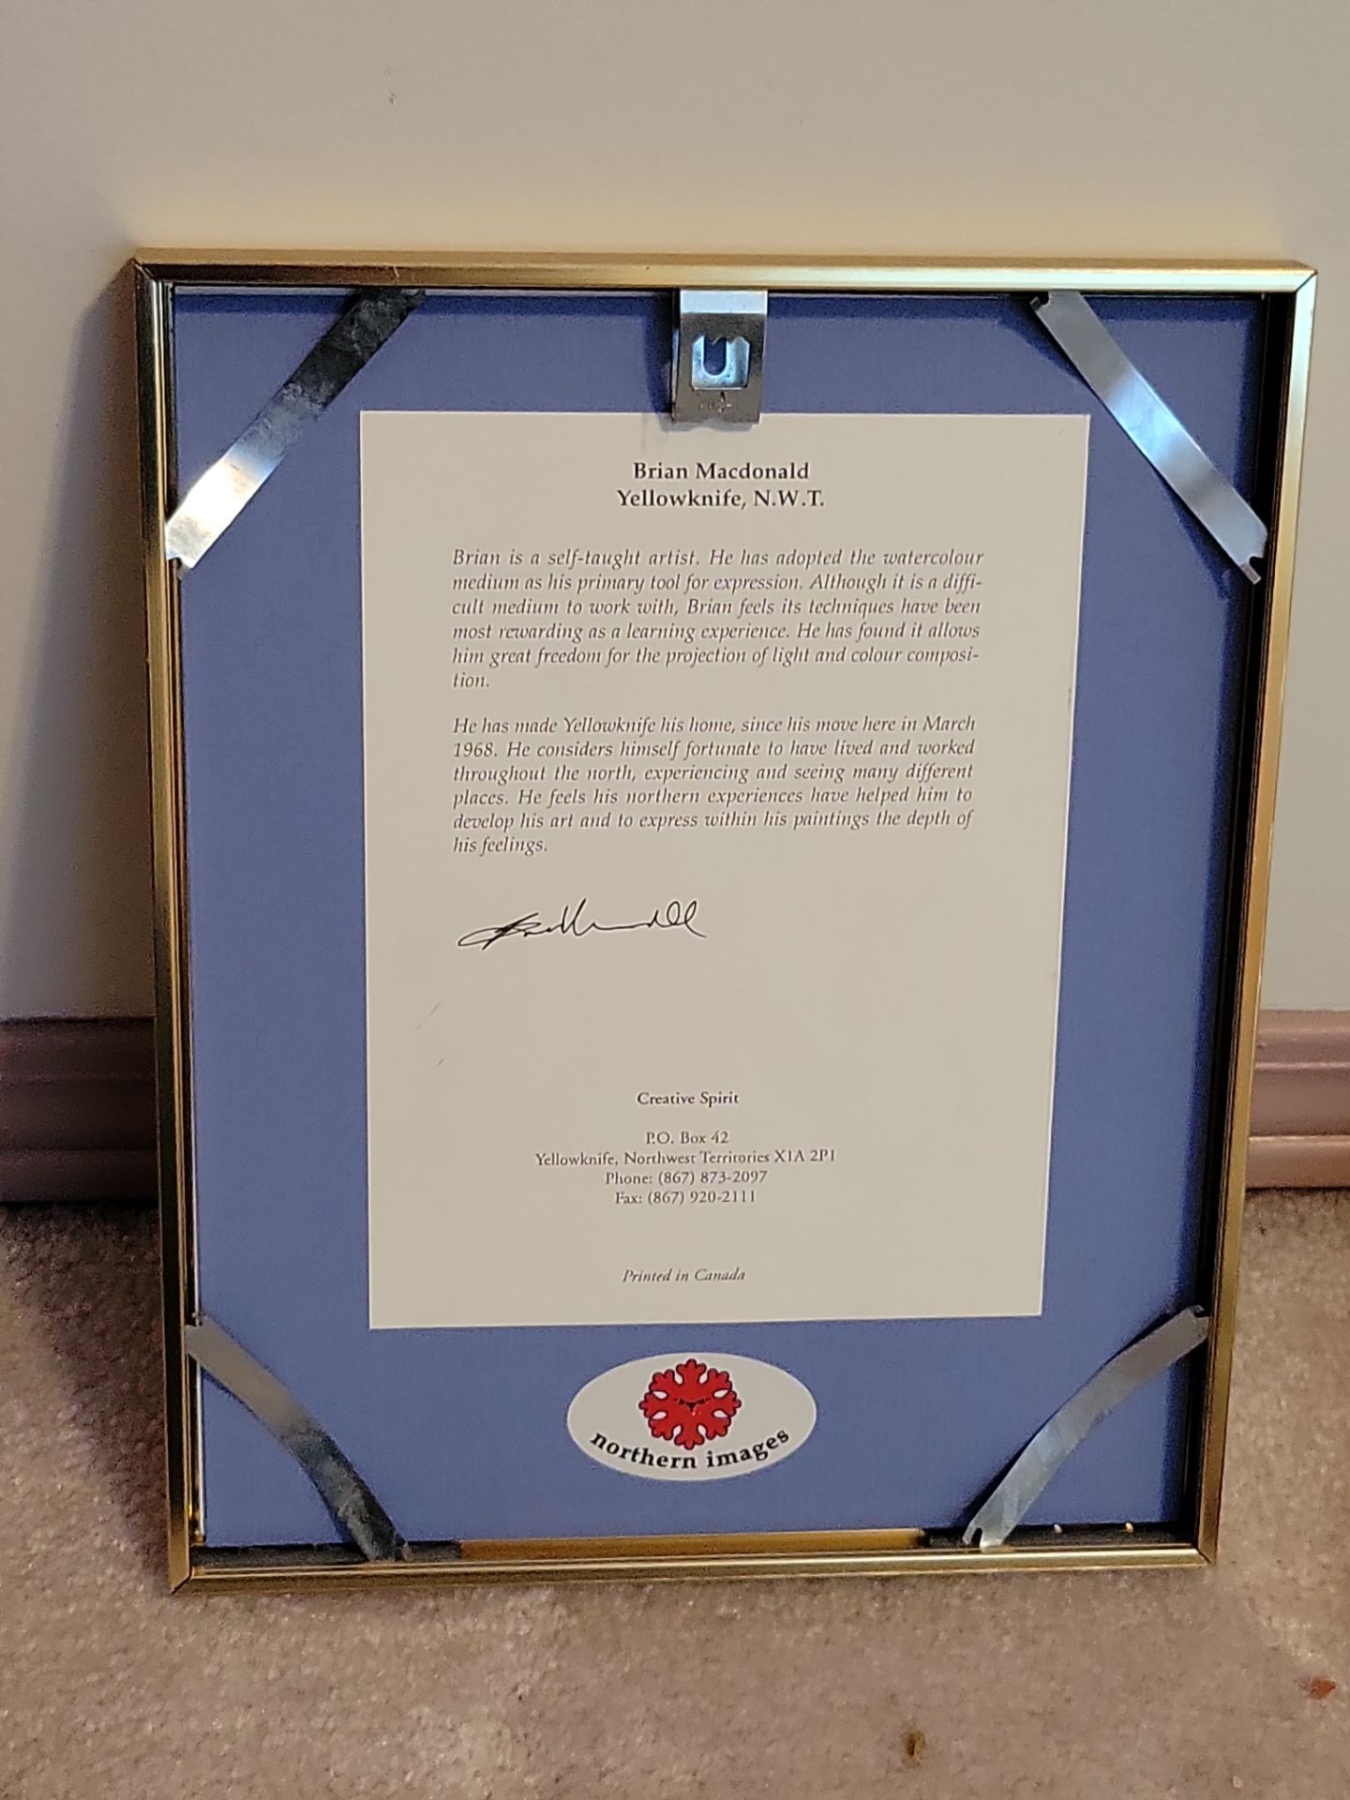 Brian Macdonald
Yellowknife, N.W.T.
Brian is a self-taught artist. He has adopted the watercolour
medium as his primary tool for expression. Although it is a diffi-
cult medium to work with, Brian feels its techniques have been
most rewarding as a learning experience. He has found it allows
him great freedom for the projection of light and colour composi-
tion.
He has made Yellowknife his home, since his move here in March
1968. He considers himself fortunate to have lived and worked
throughout the north, experiencing and seeing many different
places. He feels his northern experiences have helped him to
develop his art and to express within his paintings the depth of
his feelings.
Creative Spirit
P.O. Box 42
Yellowknife, Northwest Territories X1A 2P1
Phone: (867) 873-2097
Fax: (867) 920-2111
Printed in Canada
northern images